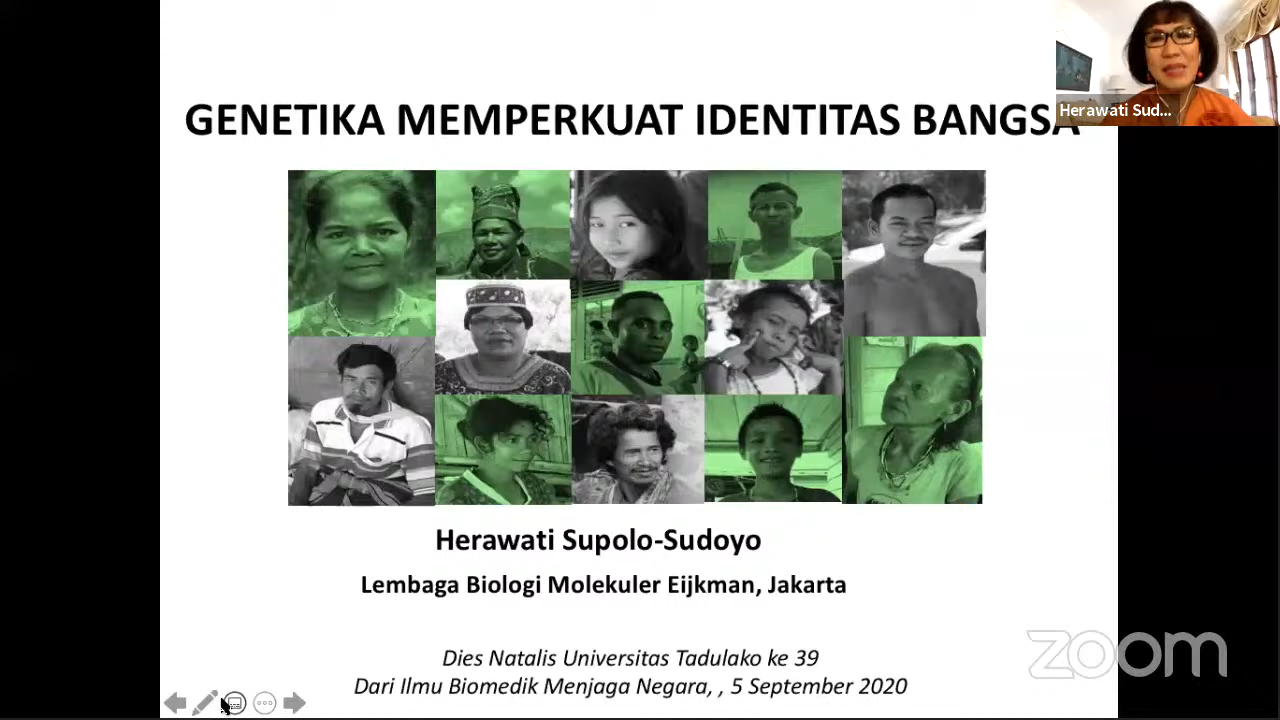 Herawati Sud...
GENETIKA MEMPERKUAT IDENTITAS BANGSA
Herawati Supolo-Sudoyo
Lembaga Biologi Molekuler Eijkman, Jakarta
zoom
Dies Natalis Universitas Tadulako ke 39
Dari Ilmu Biomedik Menjaga Negara, , 5 September 2020